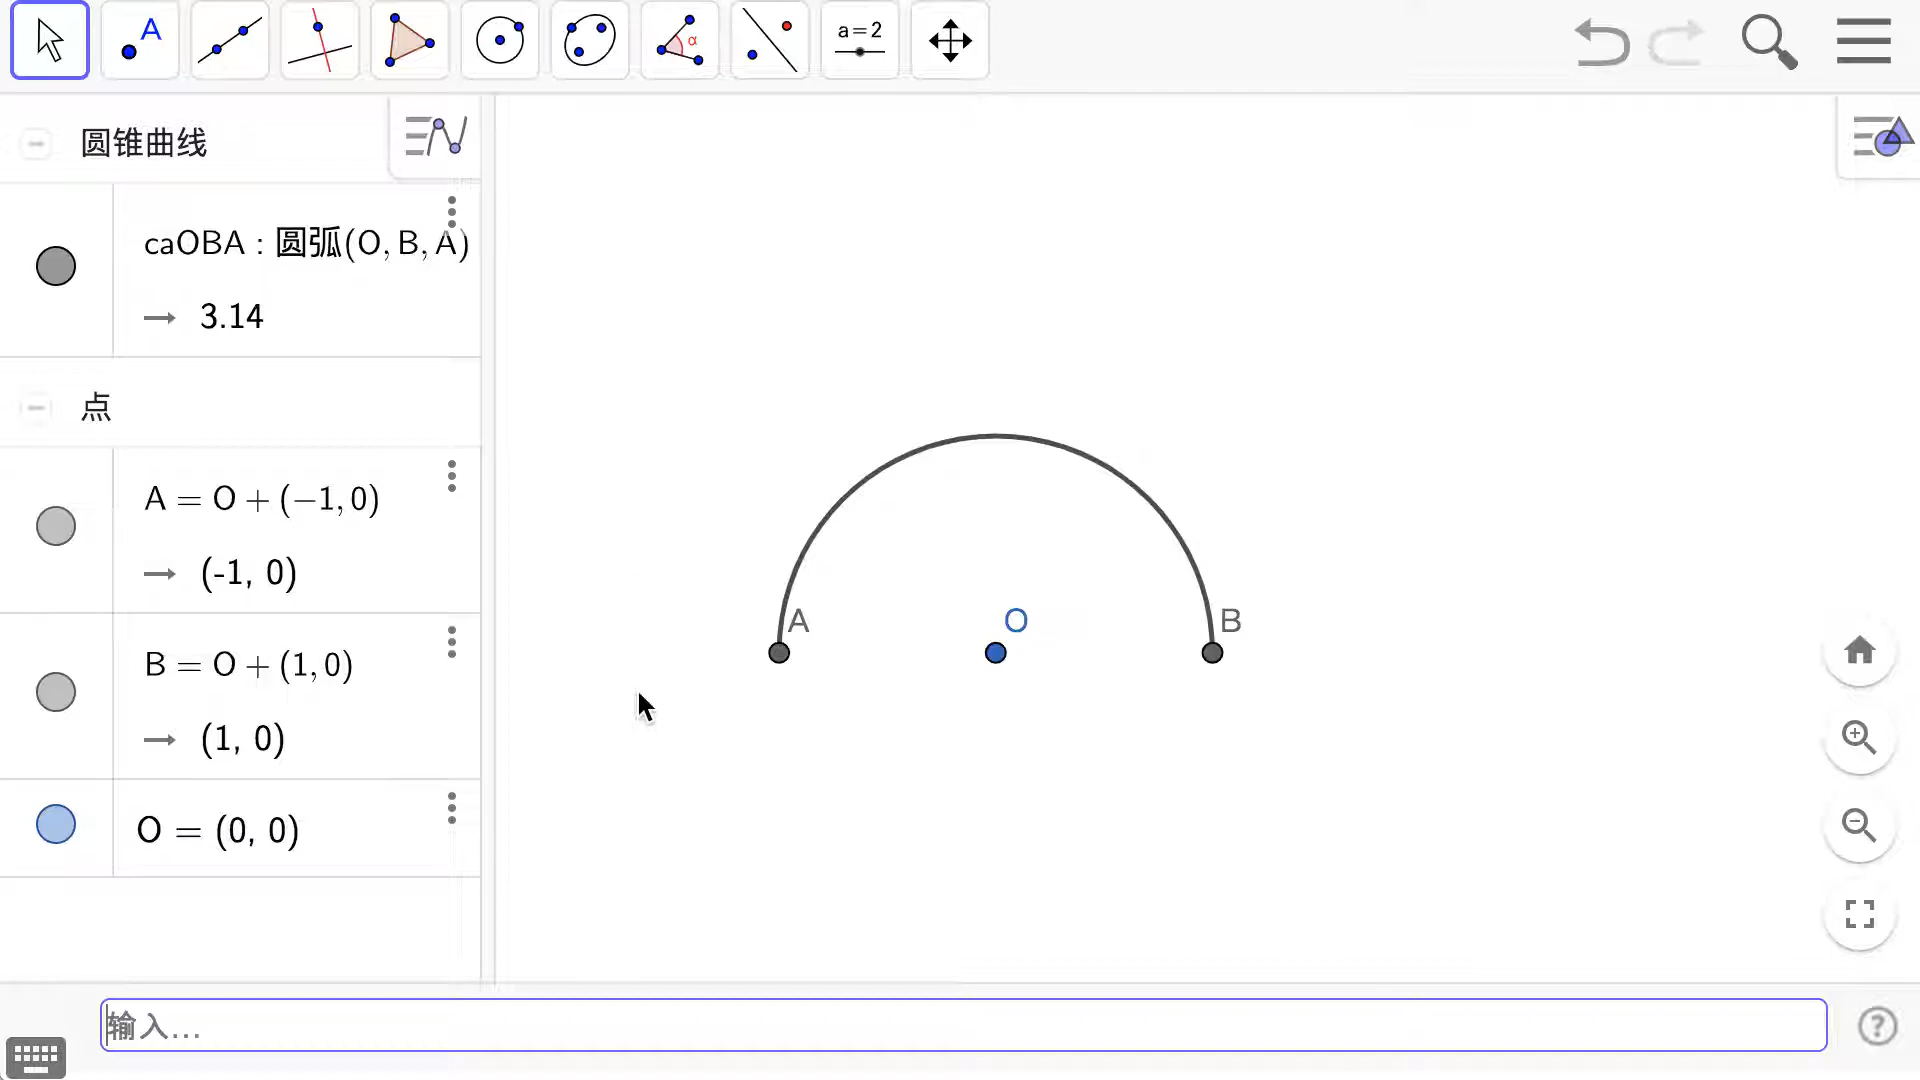 A
α
a=2
圆锥曲线
caOBA : 圆弧(O, B, A)
→ 3.14
点
A = O + (−1, 0)
→ (-1, 0)
B = O + (1, 0)
→ (1, 0)
O = (0, 0)
A
O
B
输入…
?